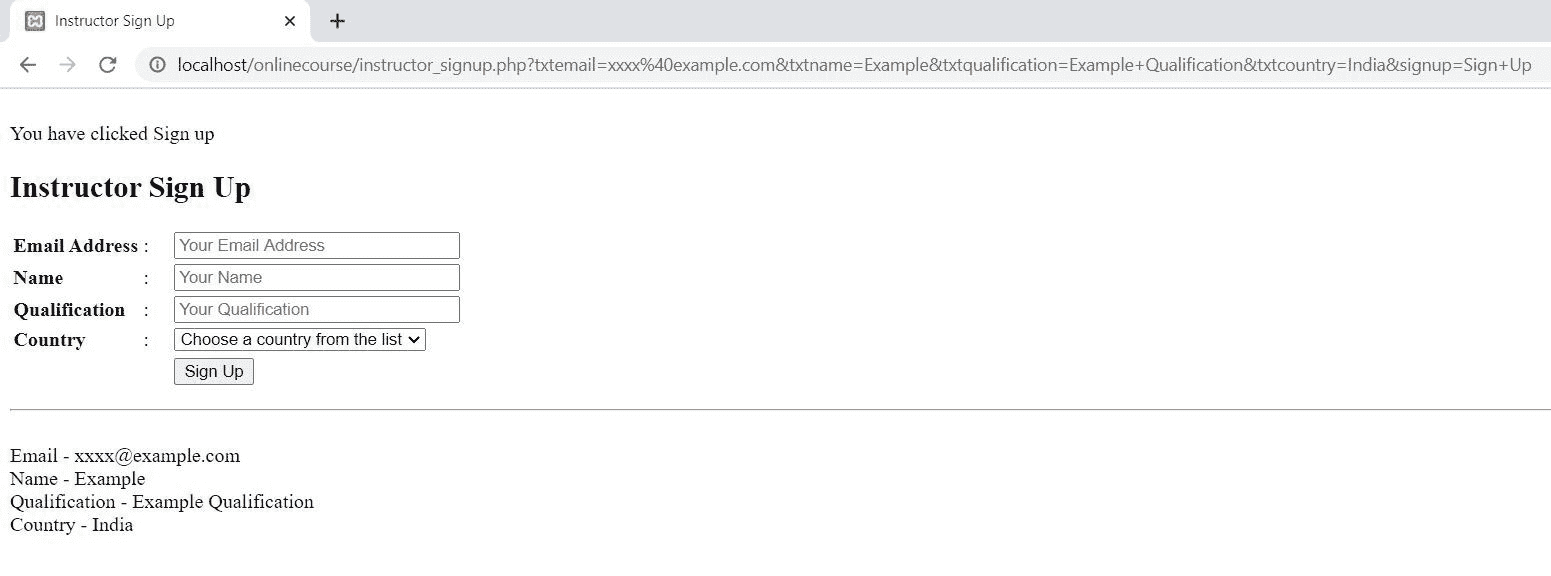 Instructor Sign Up
localhost/onlinecourse/instructor_signup.php?txtemail=xxxx%40example.com&txtname=Example&txtqualification=Example+Qualification&txtcountry=India&signup=Sign+Up
You have clicked Sign up
Instructor Sign Up
Email Address : Your Email Address
Name : Your Name
Qualification : Your Qualification
Country : Choose a country from the list
Sign Up
Email - xxxx@example.com
Name - Example
Qualification - Example Qualification
Country - India